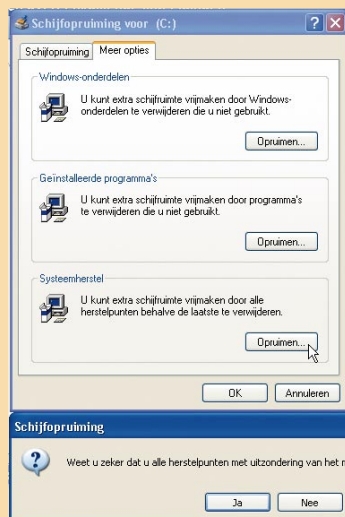 Schijfopruiming voor (C:)
Schijfopruiming Meer opties
Windows-onderdelen
U kunt extra schijfruimte vrijmaken door Windows-
onderdelen te verwijderen die u niet gebruikt.
Opruimen...
Geïnstalleerde programma's
U kunt extra schijfruimte vrijmaken door programma's
te verwijderen die u niet gebruikt.
Opruimen...
Systeemherstel
U kunt extra schijfruimte vrijmaken door alle
herstelpunten behalve de laatste te verwijderen.
Opruimen...
OK Annuleren
Schijfopruiming
Weet u zeker dat u alle herstelpunten met uitzondering van het
Ja Nee